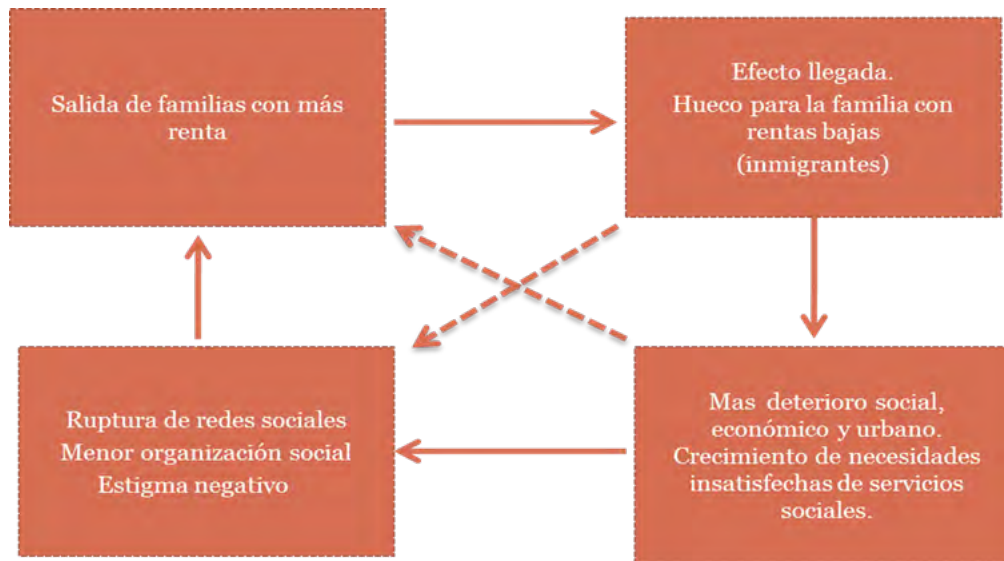 Salida de familias con más
renta
Efecto llegada.
Hueco para la familia con
rentas bajas
(inmigrantes)
Ruptura de redes sociales
Menor organización social
Estigma negativo
Mas deterioro social,
económico y urbano.
Crecimiento de necesidades
insatisfechas de servicios
sociales.